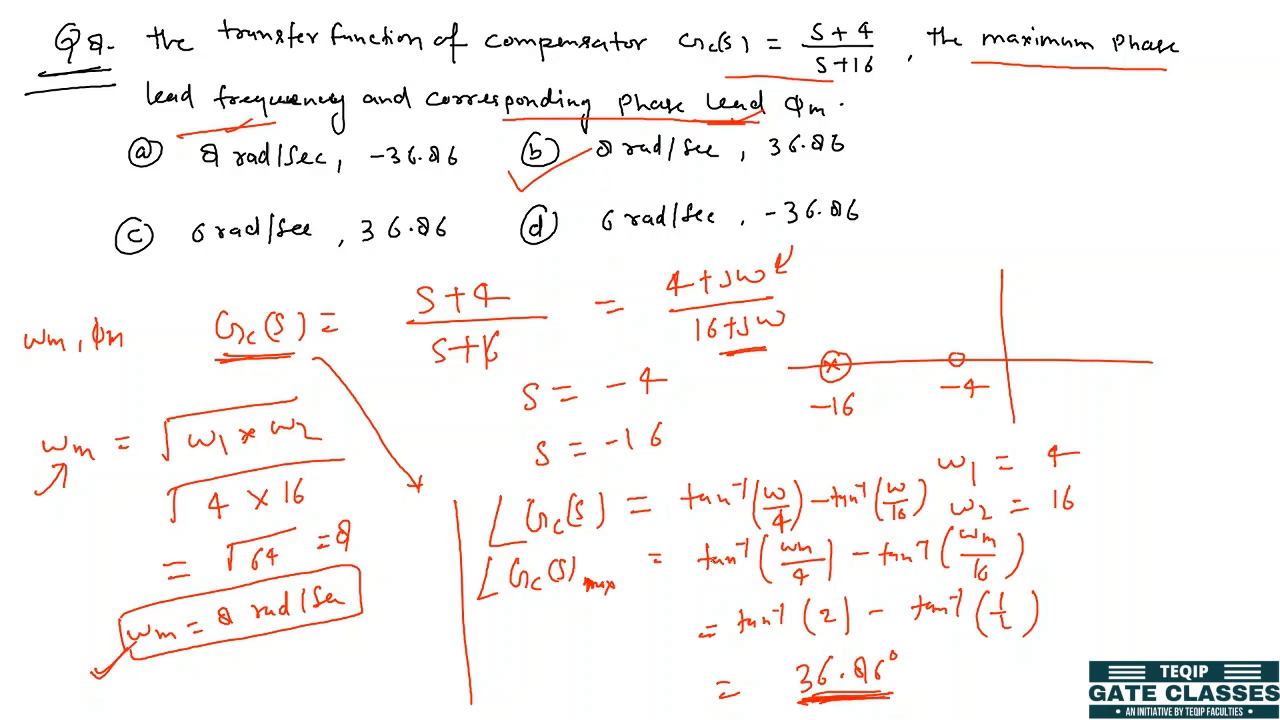 Q8. the transfer function of compensator Gc(s) = (s+4)/(s+16), the maximum phase
lead frequency and corresponding phase lead ϕm.
(a) 8 rad/sec, -36.86
(b) 8 rad/sec, 36.86
(c) 6 rad/sec, 36.86
(d) 6 rad/sec, -36.86
ωm, ϕm
Gc(s) = (s+4)/(s+16) = (4+jω)/(16+jω)
s = -4
s = -16
-16
-4
ωm = √(ω1 × ω2)
√(4 × 16)
= √64 = 8
ωm = 8 rad/sec
ω1 = 4
ω2 = 16
∠Gc(s) = tan⁻¹(ω/4) - tan⁻¹(ω/16)
∠Gc(s)max = tan⁻¹(ωm/4) - tan⁻¹(ωm/16)
= tan⁻¹(2) - tan⁻¹(1/2)
= 36.86°
TEQIP
GATE CLASSES
AN INITIATIVE BY TEQIP FACULTIES